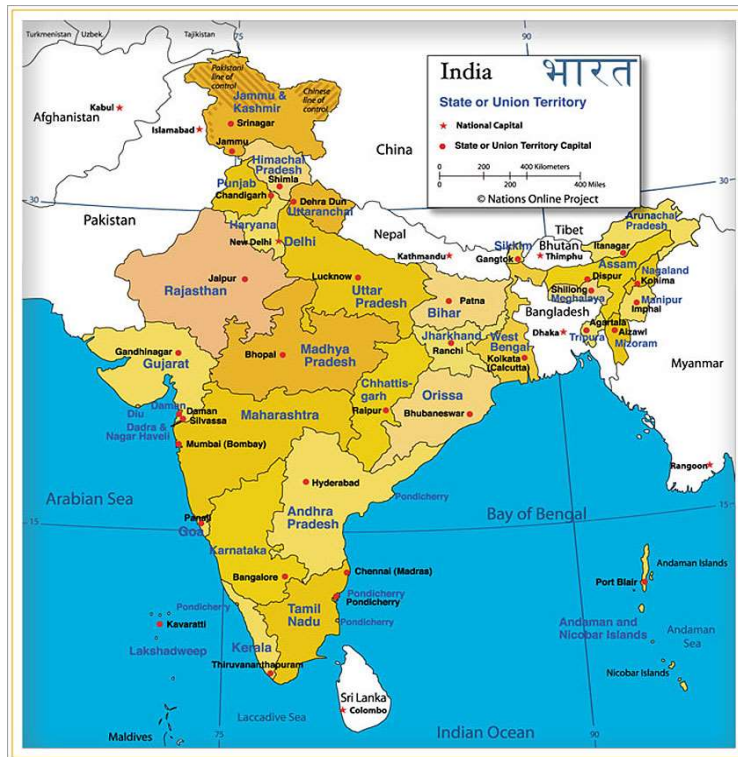 Turkmenistan
Uzbek.
Tajikistan
75
90
Pakistani
line of
control
Chinese
line of
control
Jammu &
Kashmir
Srinagar
Jammu
Kabul
Afghanistan
Islamabad
India
भारत
State or Union Territory
National Capital
State or Union Territory Capital
0 200 400 Kilometers
0 200 400 Miles
© Nations Online Project
China
Himachal
Pradesh
Shimla
Punjab
Chandigarh
Dehra Dun
Uttaranchal
30
30
Pakistan
Haryana
New Delhi
Delhi
Nepal
Kathmandu
Tibet
Bhutan
Thimphu
Sikkim
Gangtok
Arunachal
Pradesh
Itanagar
Assam
Dispur
Nagaland
Kohima
Shillong
Meghalaya
Manipur
Imphal
Jaipur
Rajasthan
Lucknow
Uttar
Pradesh
Patna
Bihar
Bangladesh
Dhaka
Agartala
Tripura
Aizawl
Mizoram
Jharkhand
Ranchi
West
Bengal
Kolkata
(Calcutta)
Myanmar
Rangoon
Gandhinagar
Gujarat
Bhopal
Madhya
Pradesh
Chhattis-
garh
Raipur
Orissa
Bhubaneswar
Daman
Diu
Daman
Silvassa
Dadra &
Nagar Haveli
Maharashtra
Mumbai (Bombay)
Hyderabad
Andhra
Pradesh
Pondicherry
Arabian Sea
Bay of Bengal
15
15
Panaji
Goa
Karnataka
Bangalore
Chennai (Madras)
Pondicherry
Pondicherry
Pondicherry
Pondicherry
Tamil
Nadu
Kerala
Thiruvananthapuram
Kavaratti
Lakshadweep
Andaman Islands
Port Blair
Andaman and
Nicobar Islands
Andaman
Sea
Nicobar Islands
Sri Lanka
Colombo
Laccadive Sea
Maldives
75
Indian Ocean
90